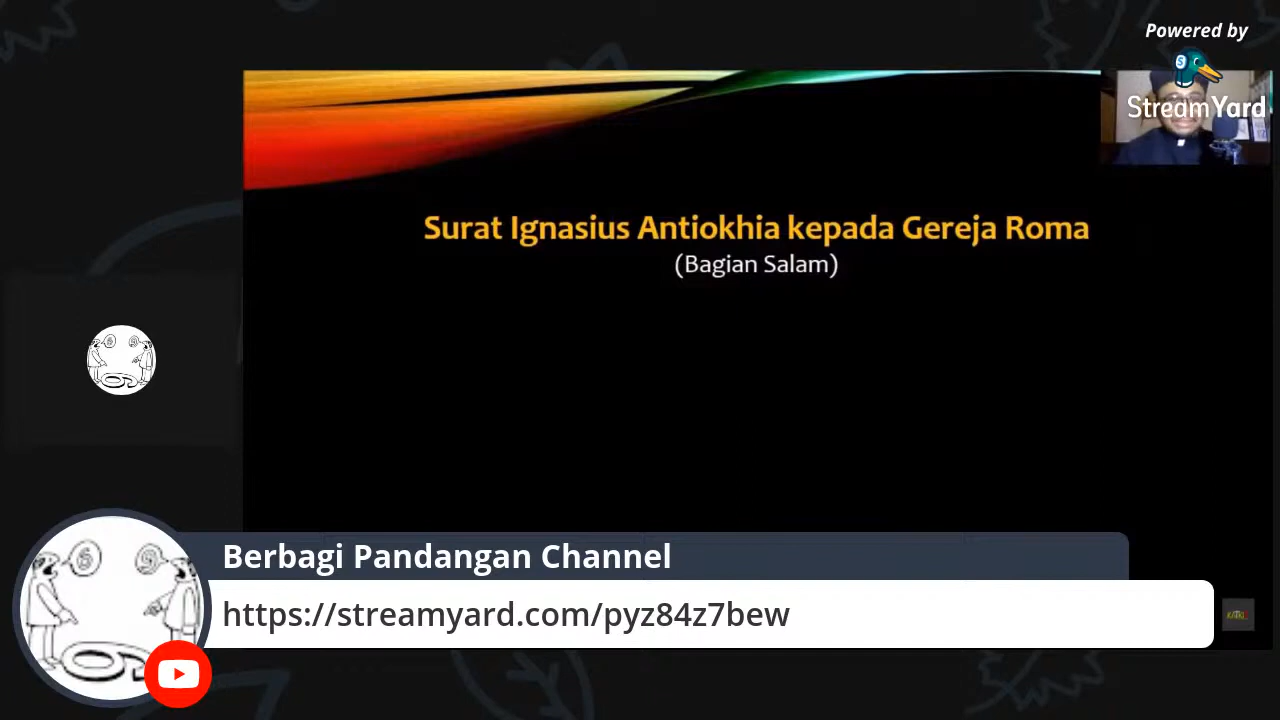 Powered by
StreamYard
Surat Ignasius Antiokhia kepada Gereja Roma
(Bagian Salam)
Berbagi Pandangan Channel
https://streamyard.com/pyz84z7bew